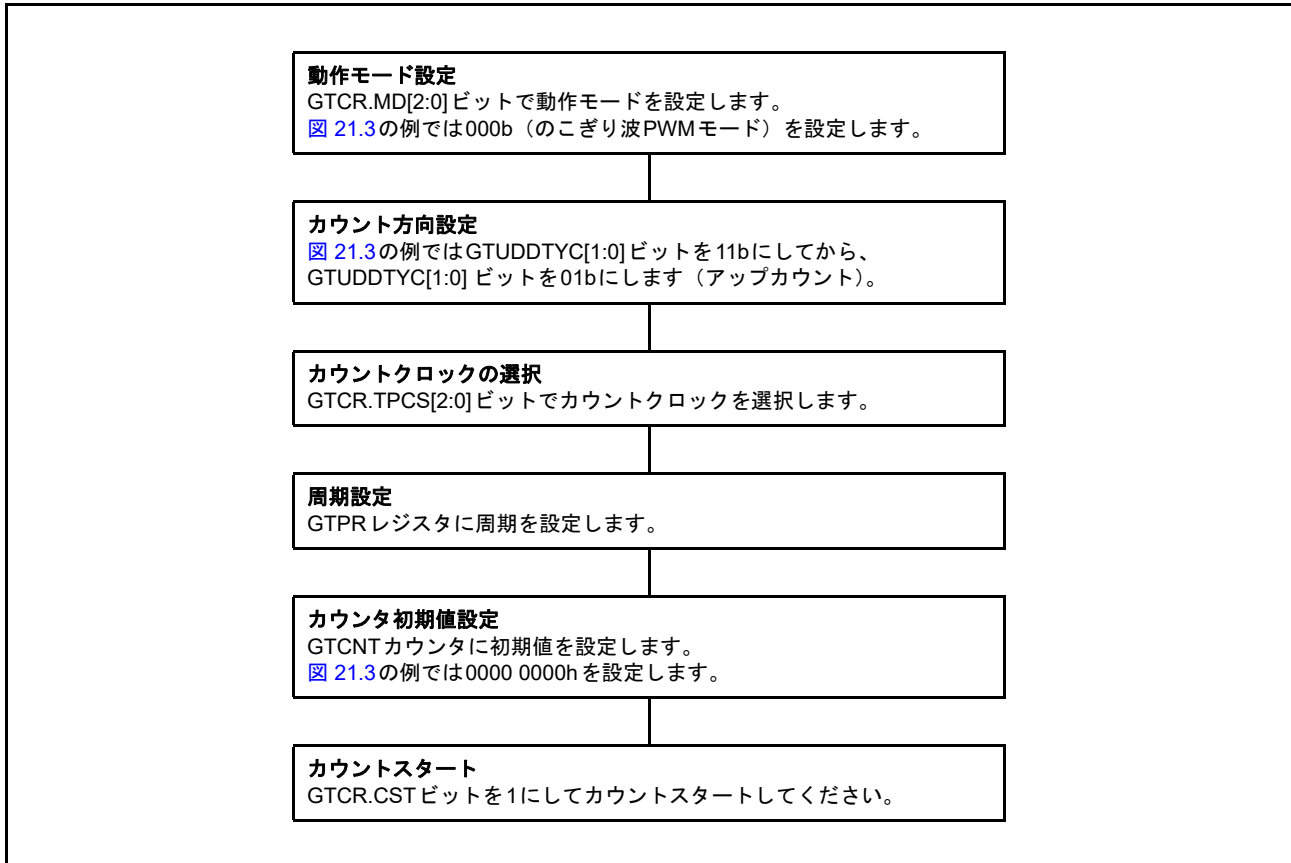 動作モード設定
GTCR.MD[2:0]ビットで動作モードを設定します。
図 21.3の例では000b（のこぎり波PWMモード）を設定します。
カウント方向設定
図 21.3の例ではGTUDDTYC[1:0]ビットを11bにしてから、
GTUDDTYC[1:0] ビットを01bにします（アップカウント）。
カウントクロックの選択
GTCR.TPCS[2:0]ビットでカウントクロックを選択します。
周期設定
GTPRレジスタに周期を設定します。
カウンタ初期値設定
GTCNTカウンタに初期値を設定します。
図 21.3の例では0000 0000hを設定します。
カウントスタート
GTCR.CSTビットを1にしてカウントスタートしてください。